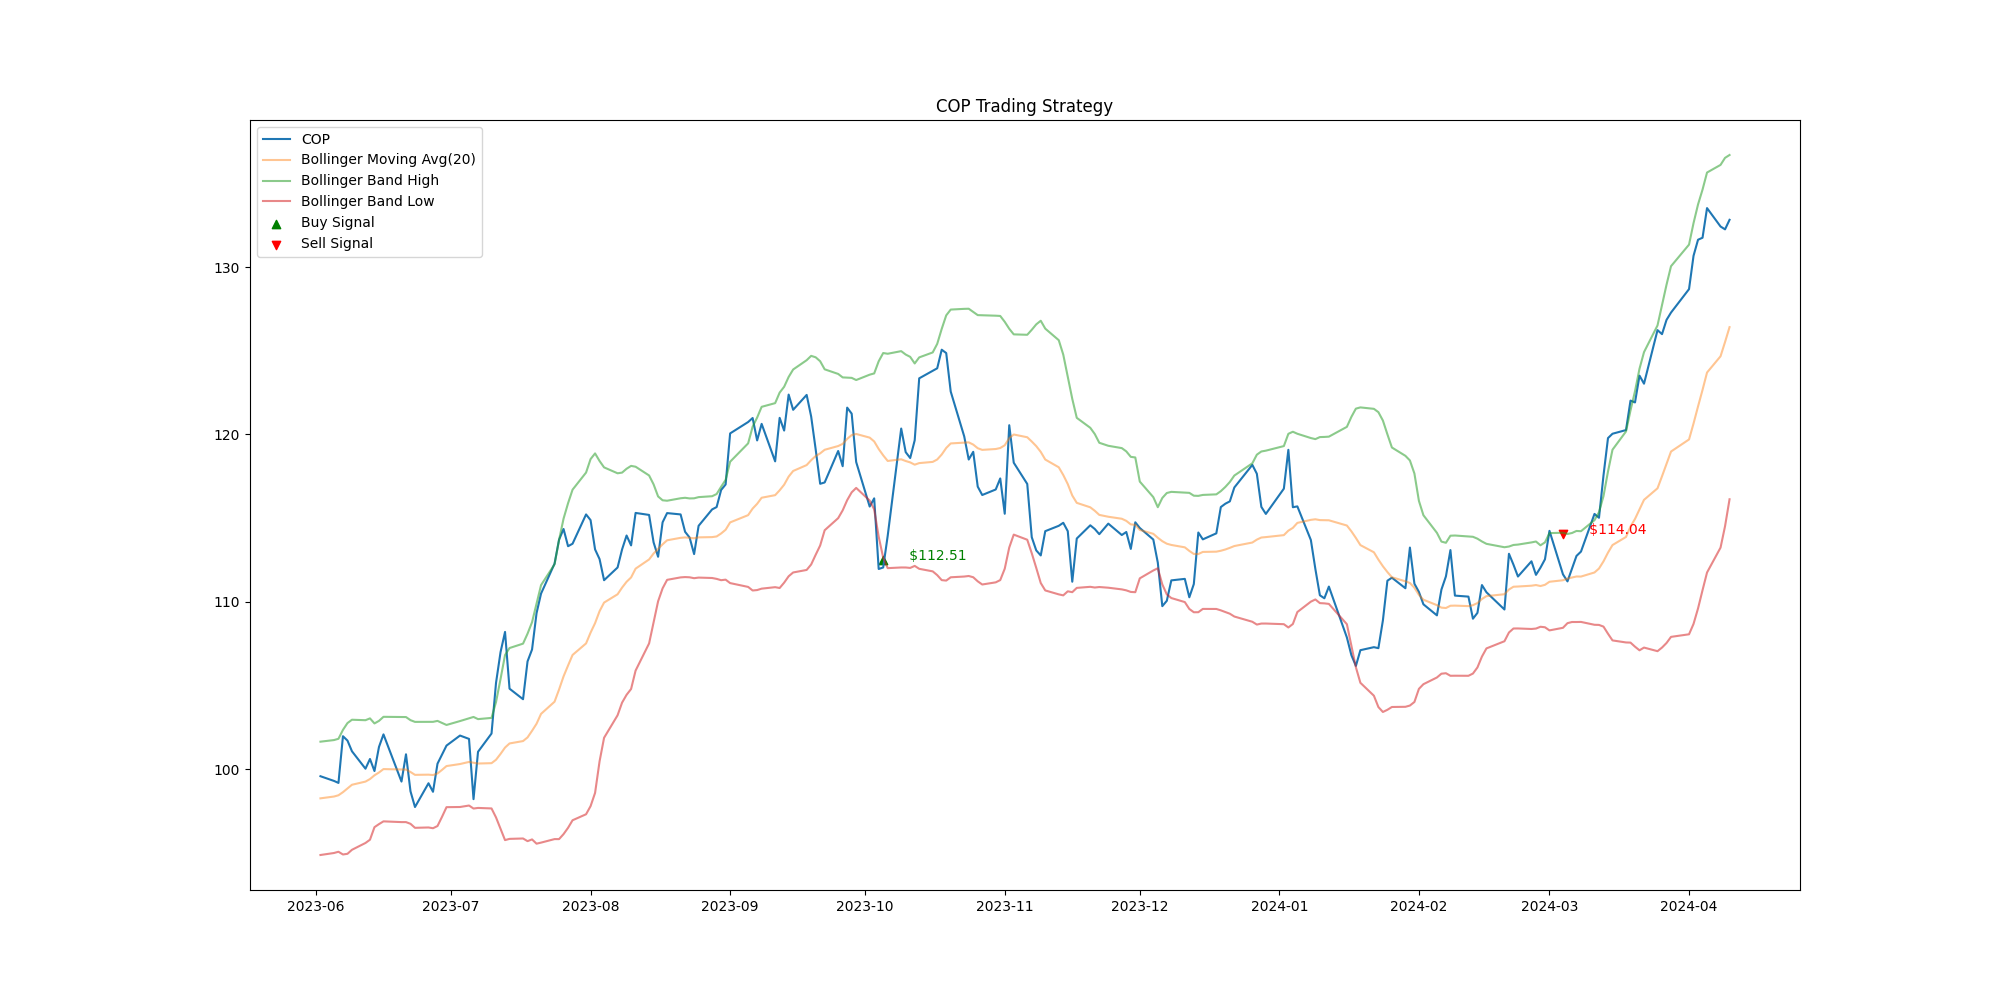 COP Trading Strategy
COP
Bollinger Moving Avg(20)
Bollinger Band High
Bollinger Band Low
Buy Signal
Sell Signal
130
120
110
100
$112.51
$114.04
2023-06 2023-07 2023-08 2023-09 2023-10 2023-11 2023-12 2024-01 2024-02 2024-03 2024-04